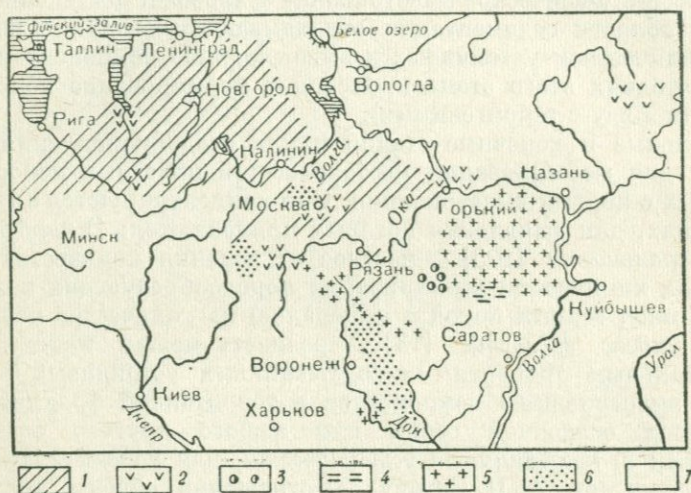 Финский залив
Таллин
Ленинград
Белое озеро
Новгород
Вологда
Рига
Калинин
Волга
Казань
Москва
Ока
Горький
Минск
Рязань
Куйбышев
Саратов
Волга
Урал
Воронеж
Киев
Днепр
Харьков
Дон
1 2 3 4 5 6 7